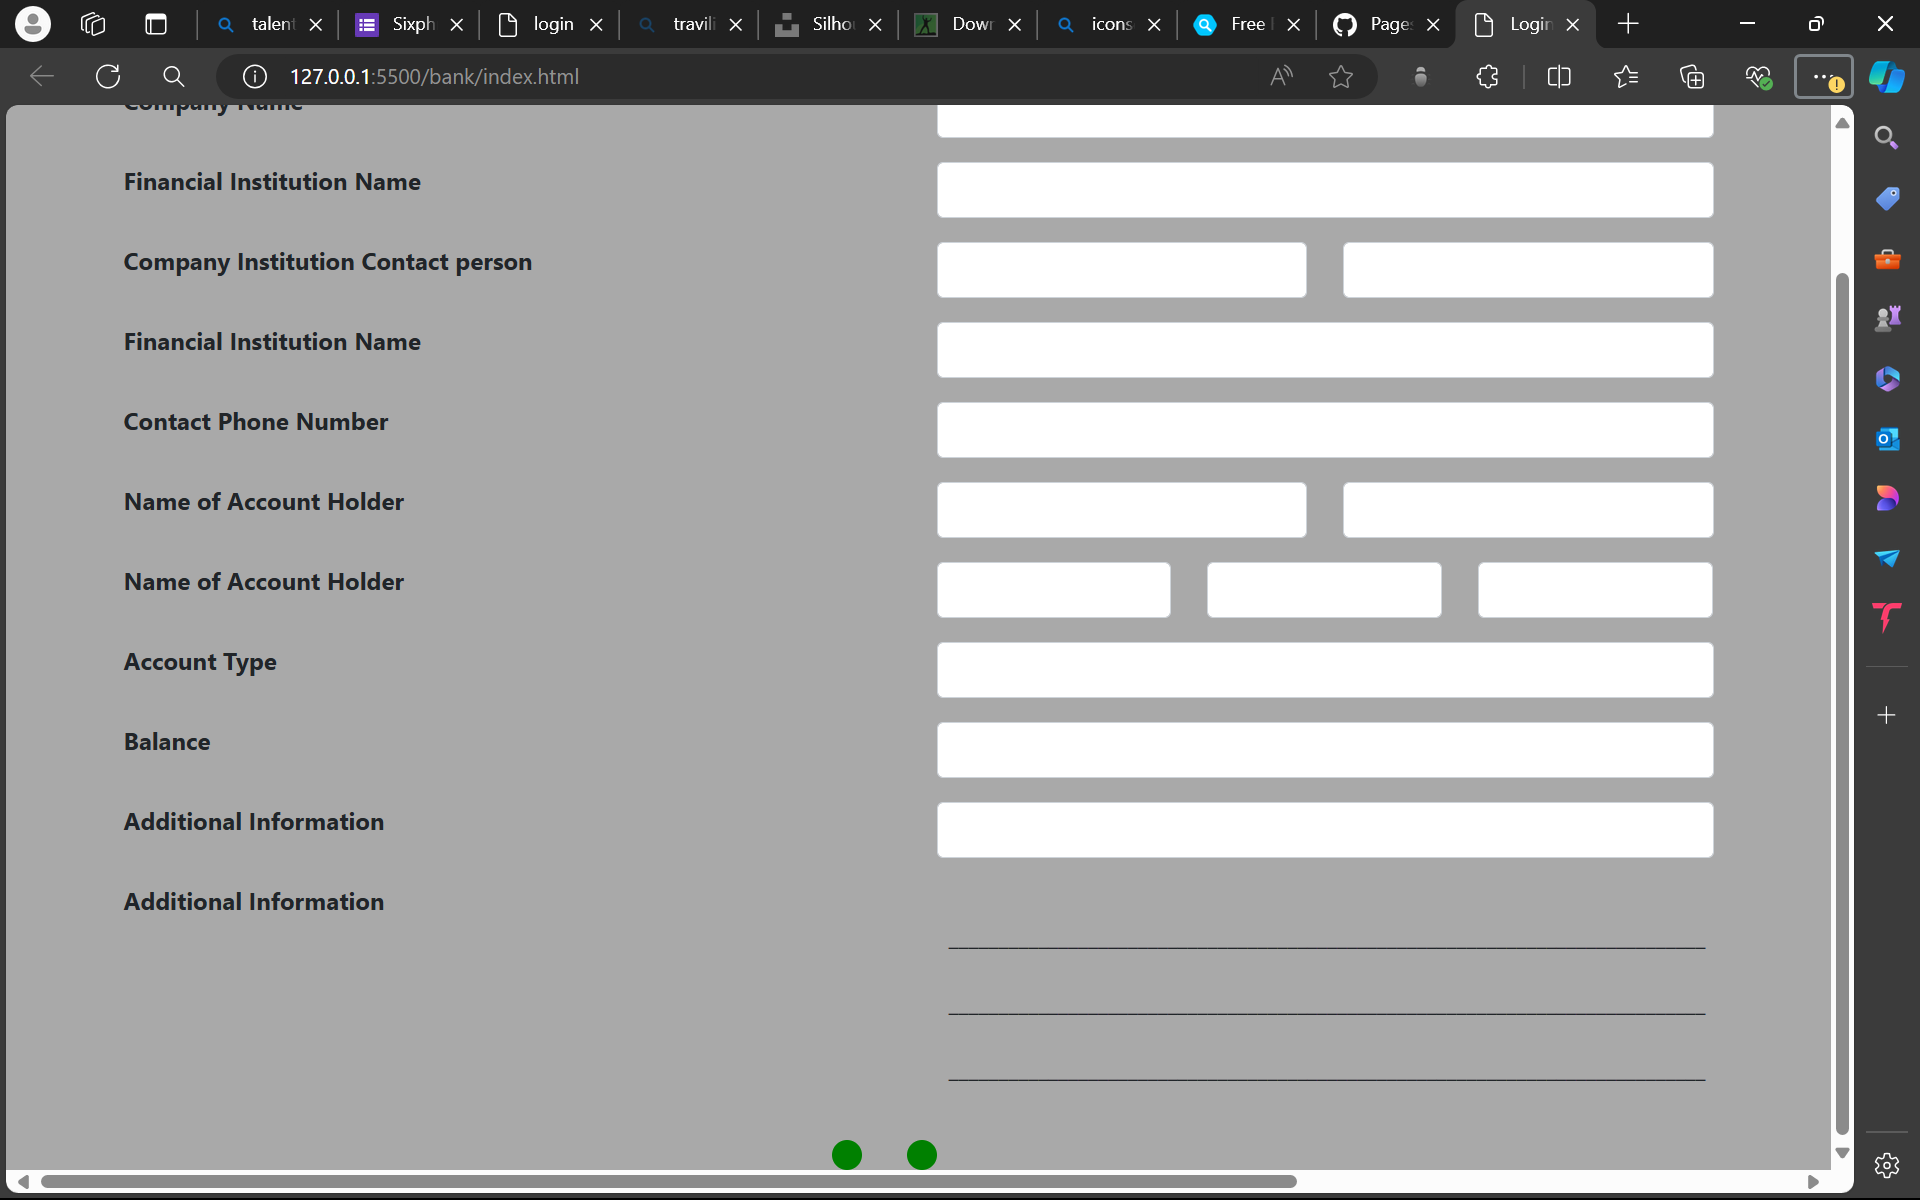 talent
Sixph
login
travili
Silho
Down
icons
Free
Page
Login
127.0.0.1:5500/bank/index.html
Company Name
Financial Institution Name
Company Institution Contact person
Financial Institution Name
Contact Phone Number
Name of Account Holder
Name of Account Holder
Account Type
Balance
Additional Information
Additional Information